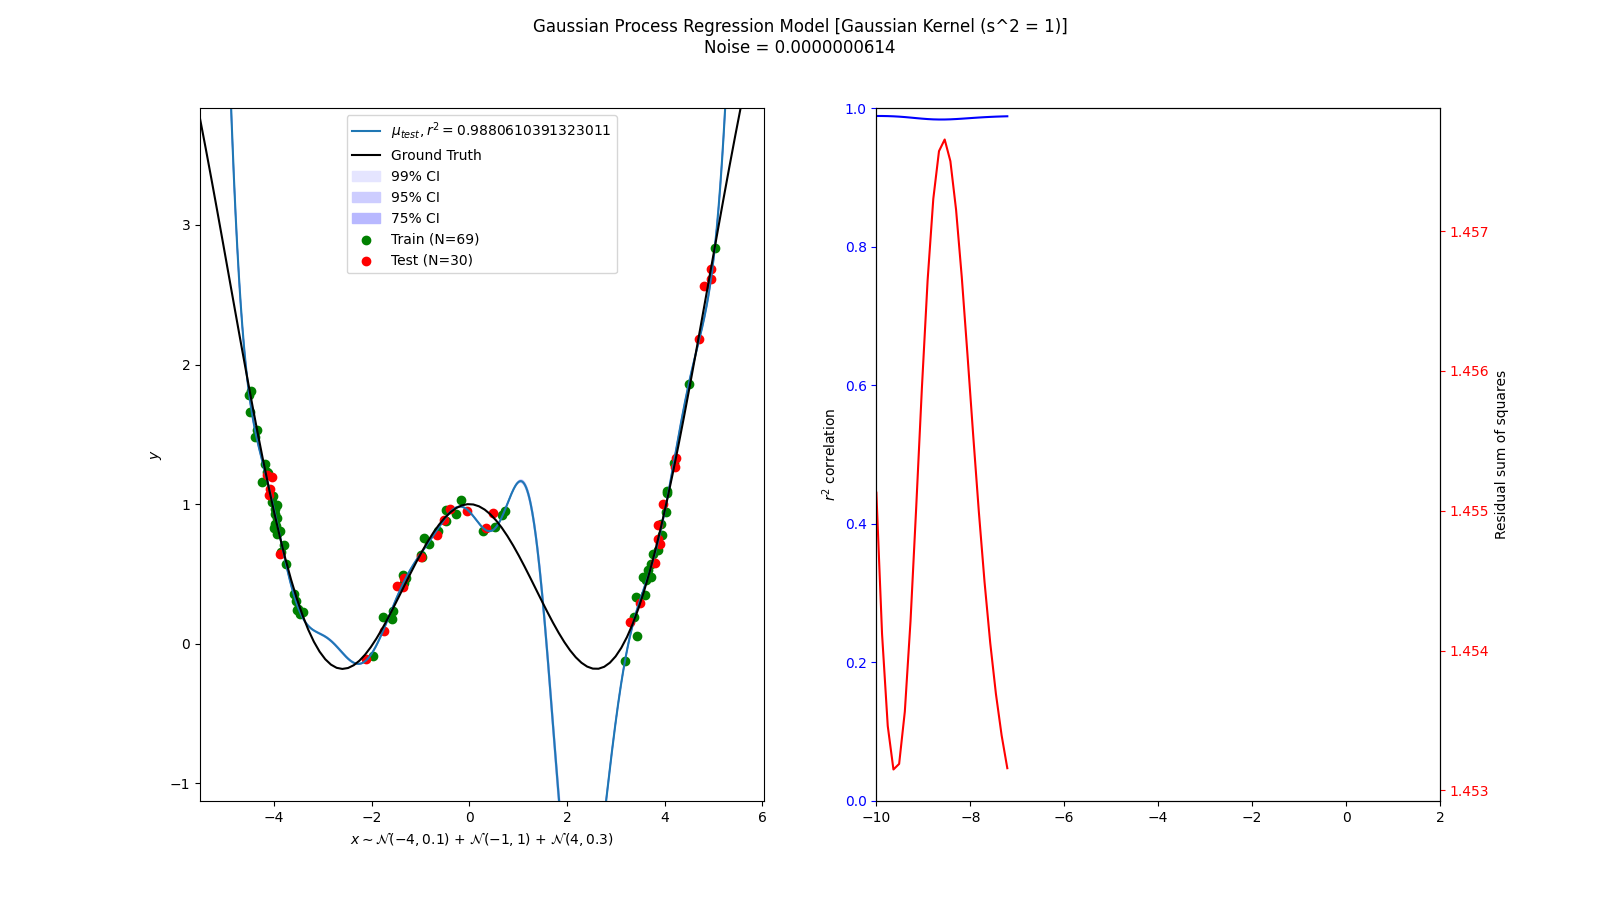 Gaussian Process Regression Model [Gaussian Kernel (s^2 = 1)]
Noise = 0.0000000614
μ_test, r² = 0.9880610391323011
Ground Truth
99% CI
95% CI
75% CI
Train (N=69)
Test (N=30)
3
2
1
0
−1
y
−4
−2
0
2
4
6
x ∼ 𝒩(−4, 0.1) + 𝒩(−1, 1) + 𝒩(4, 0.3)
1.0
0.8
0.6
0.4
0.2
0.0
r² correlation
−10
−8
−6
−4
−2
0
2
1.457
1.456
1.455
1.454
1.453
Residual sum of squares